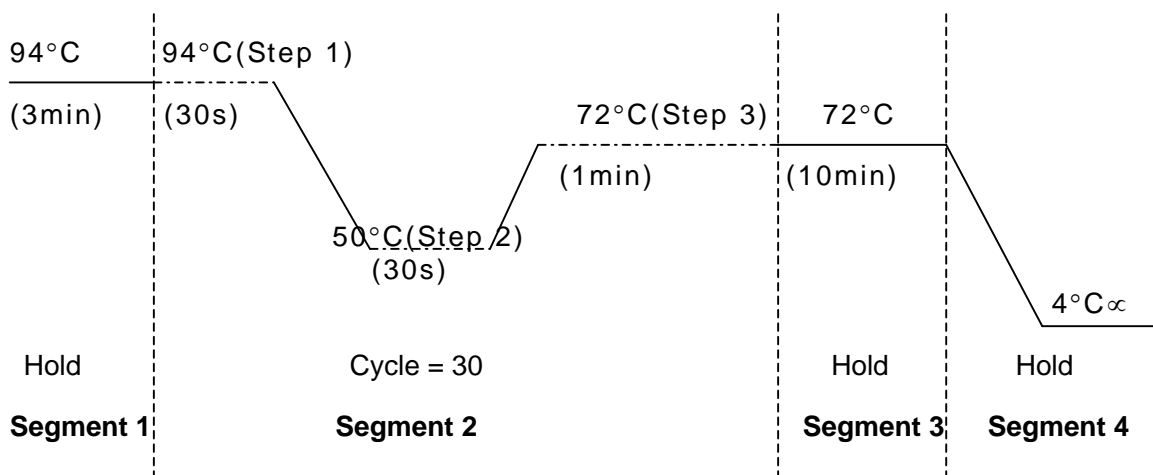 94°C
94°C(Step 1)
(3min)
(30s)
72°C(Step 3)
72°C
(1min)
(10min)
50°C(Step 2)
(30s)
4°C∝
Hold
Cycle = 30
Hold
Hold
Segment 1
Segment 2
Segment 3
Segment 4